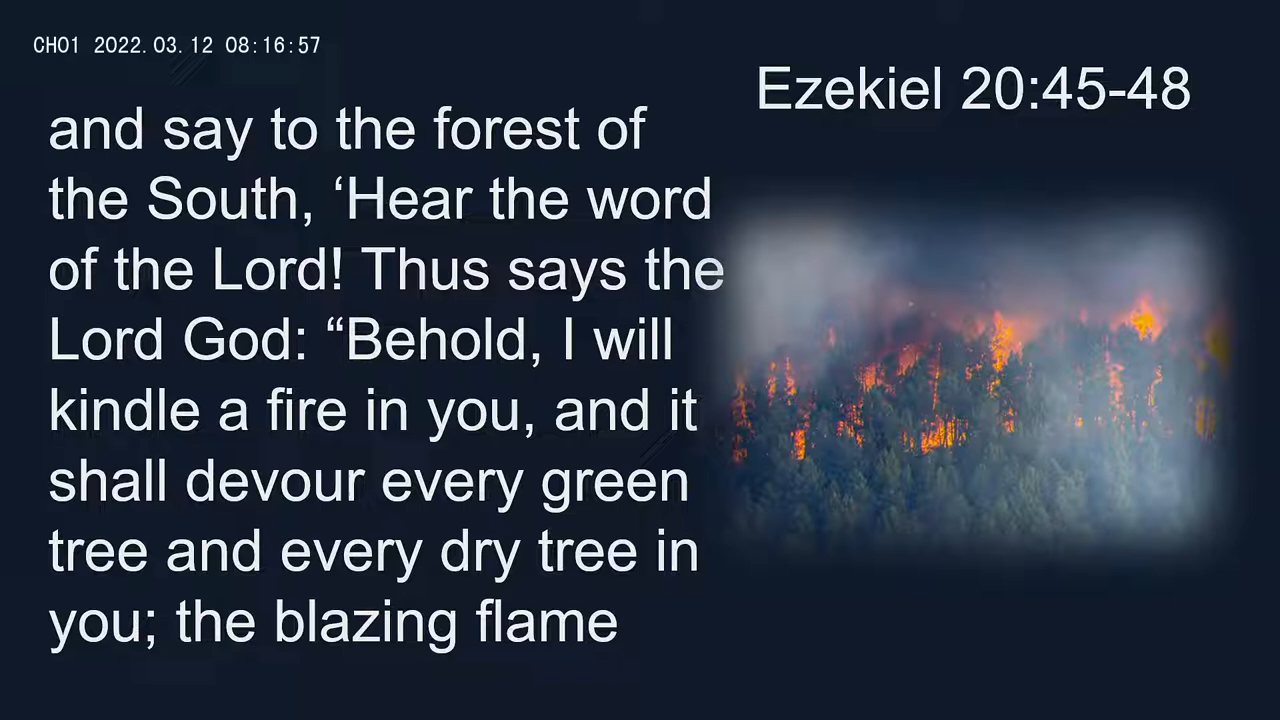 CH01 2022.03.12 08:16:57
Ezekiel 20:45-48
and say to the forest of
the South, ‘Hear the word
of the Lord! Thus says the
Lord God: “Behold, I will
kindle a fire in you, and it
shall devour every green
tree and every dry tree in
you; the blazing flame